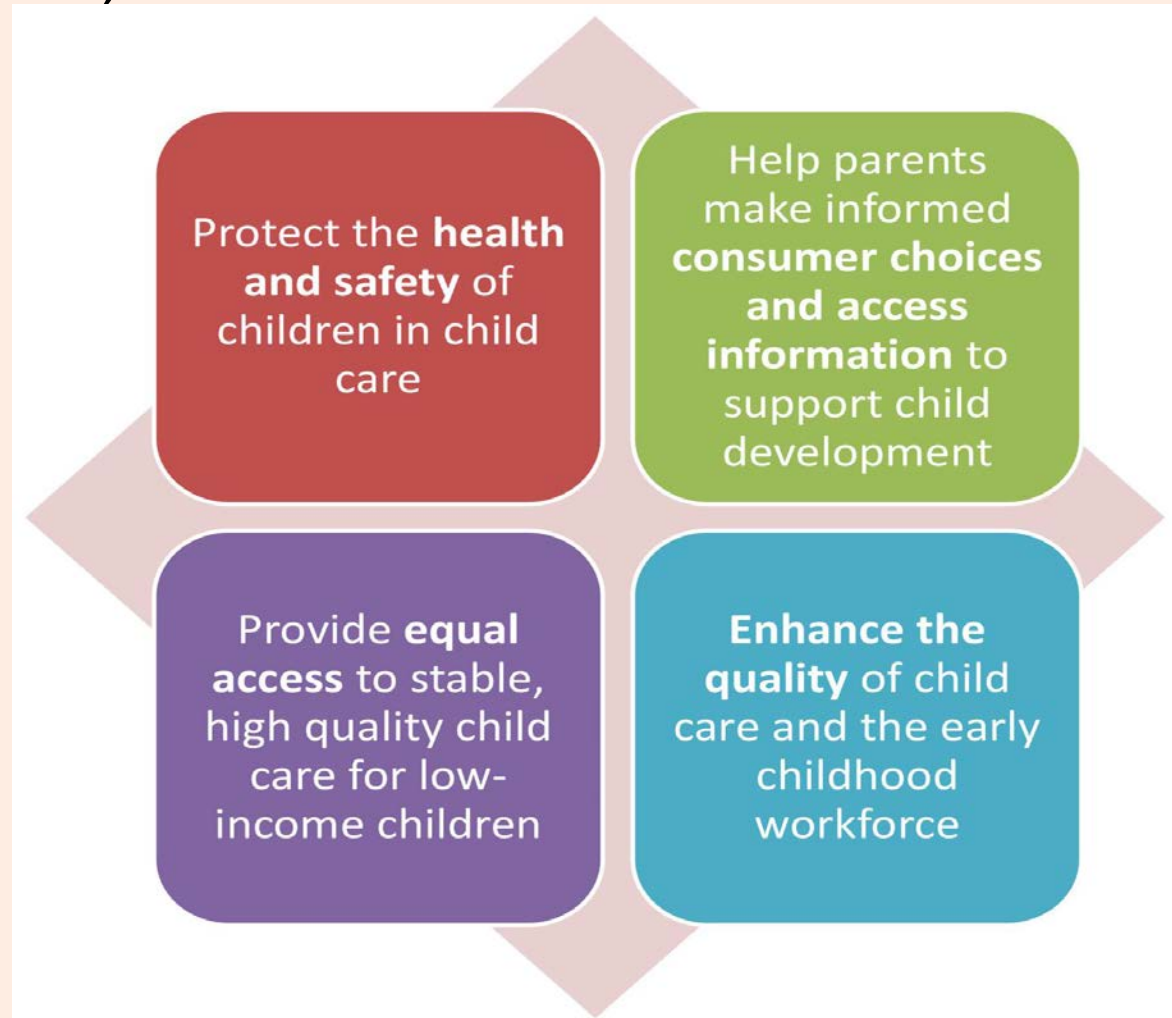 Protect the health
and safety of
children in child
care
Help parents
make informed
consumer choices
and access
information to
support child
development
Provide equal
access to stable,
high quality child
care for low-
income children
Enhance the
quality of child
care and the early
childhood
workforce